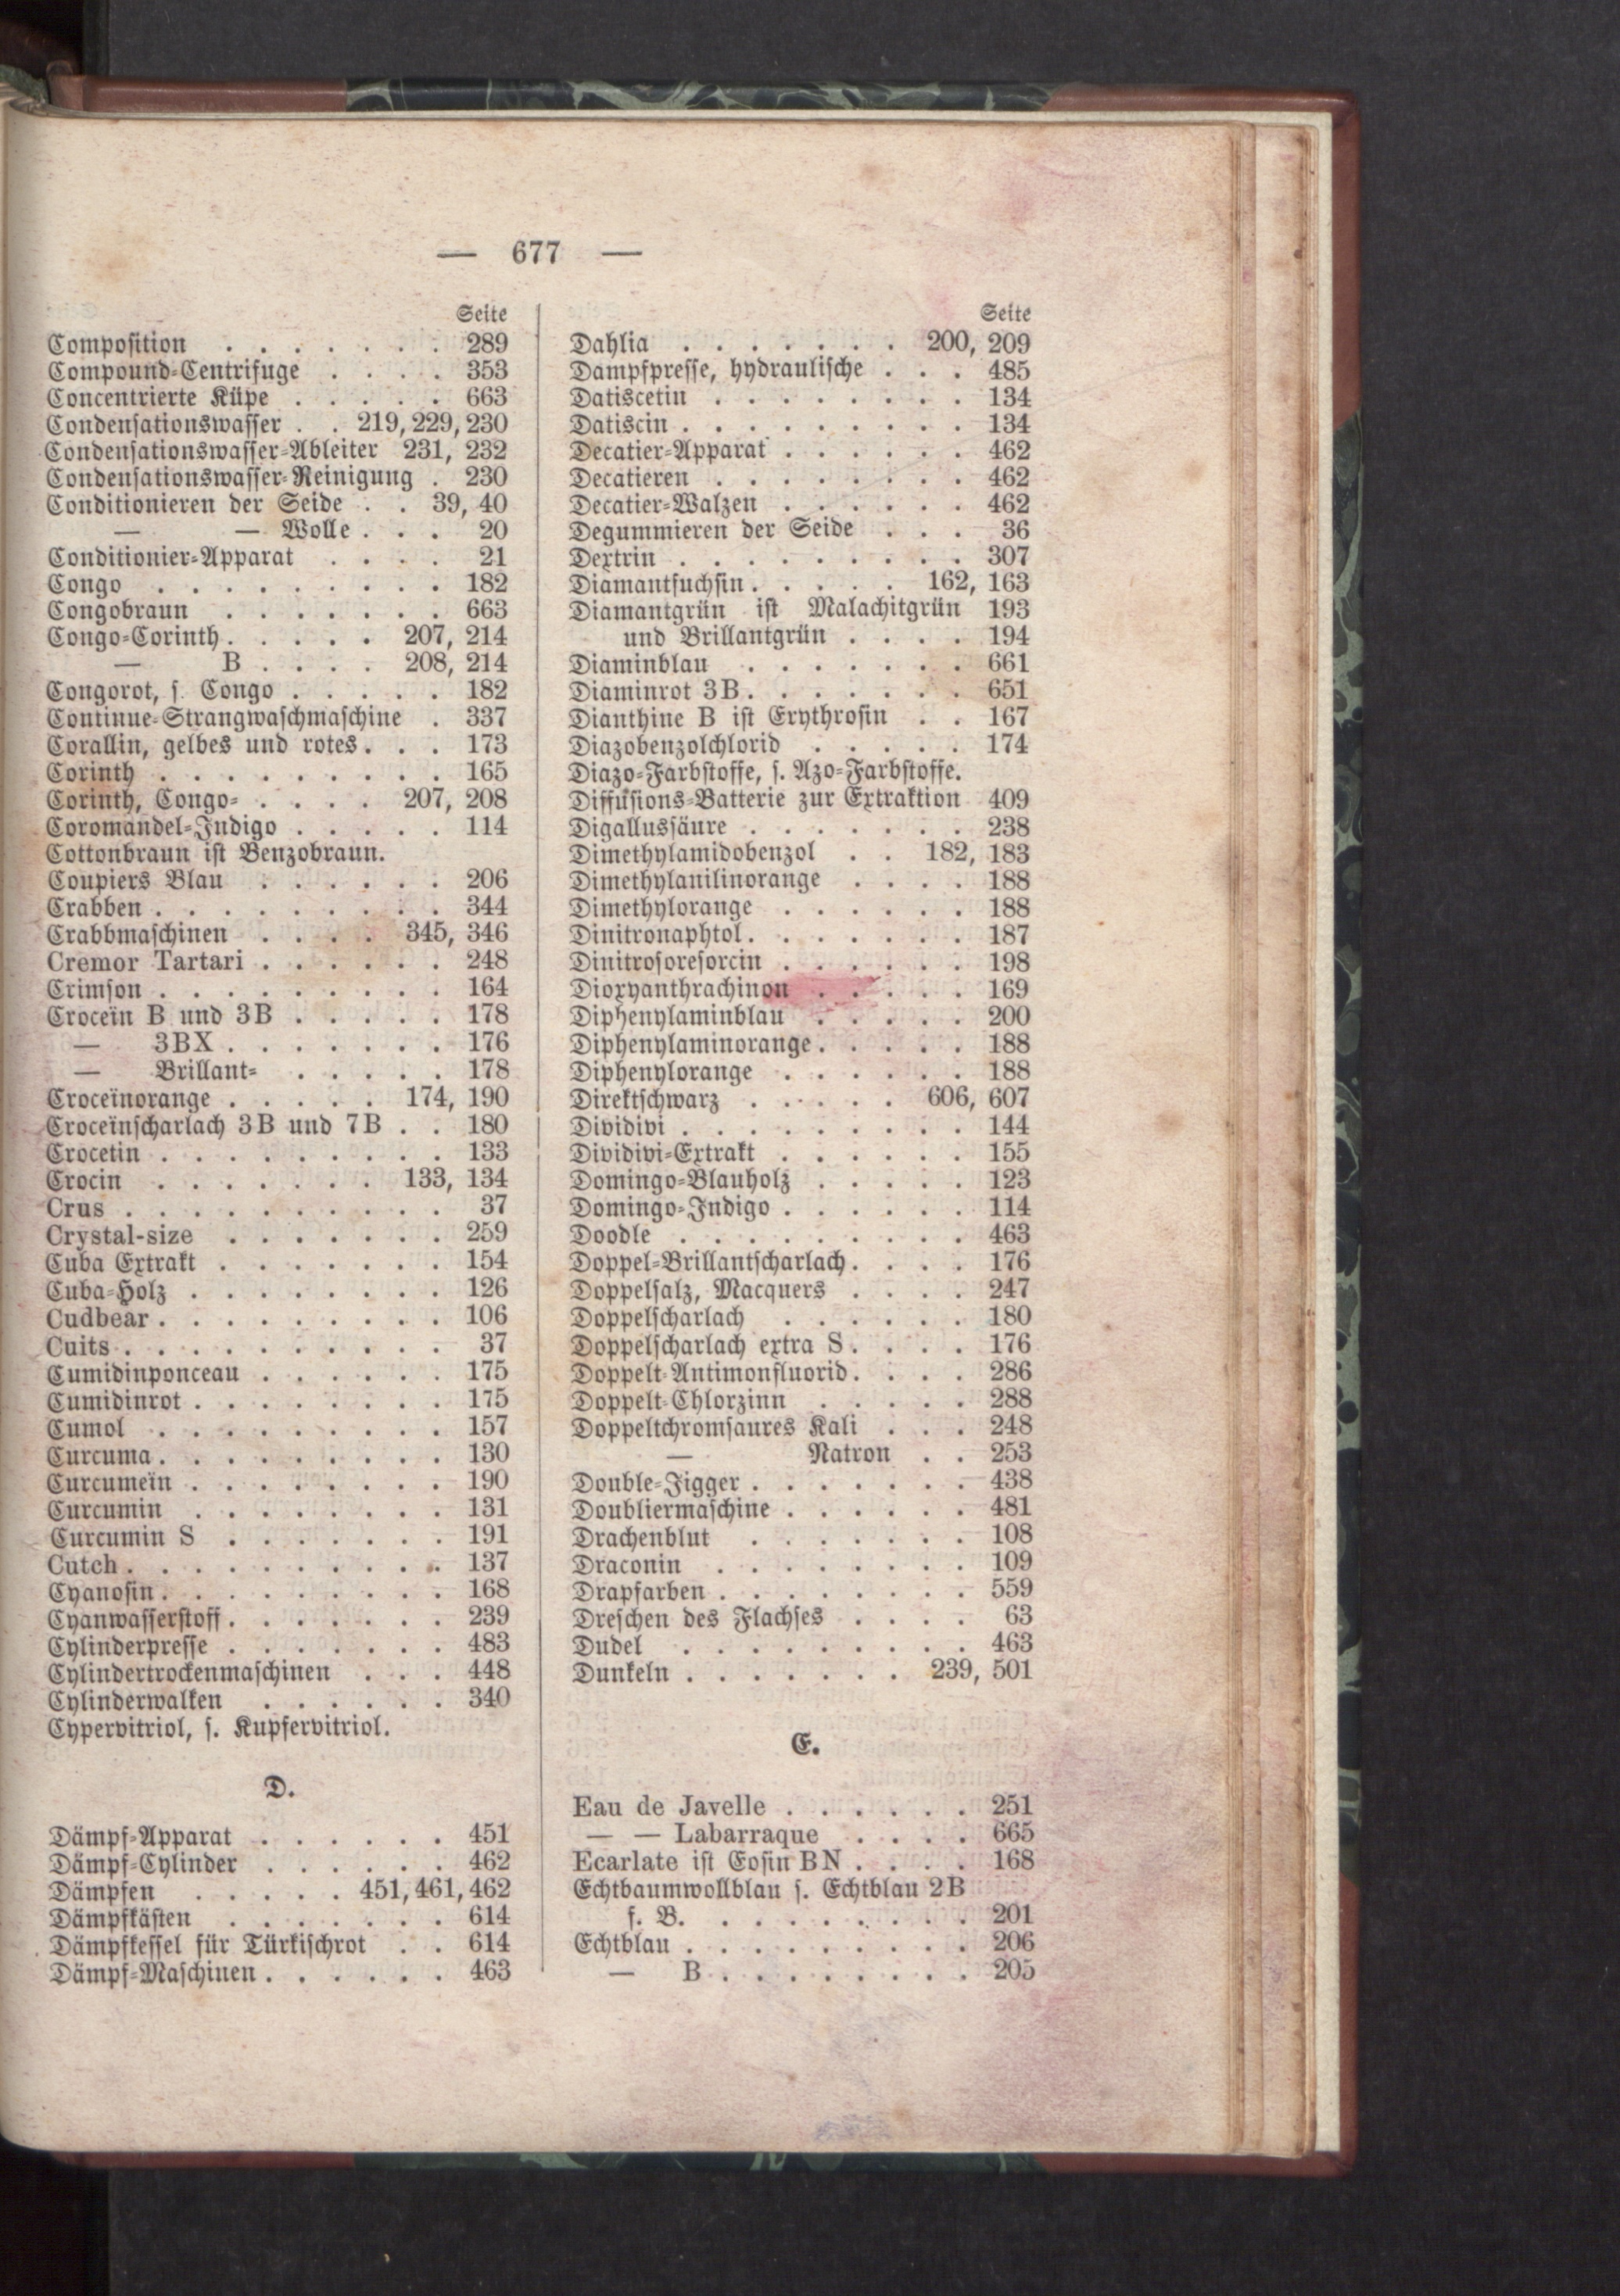 — 677 —
Seite
Composition . . . . . . . 289
Compound-Centrifuge . . . . 353
Concentrierte Küpe . . . . . 663
Condensationswasser . . 219, 229, 230
Condensationswasser-Ableiter 231, 232
Condensationswasser-Reinigung . 230
Conditionieren der Seide . . 39, 40
— — Wolle . . . 20
Conditionier-Apparat . . . . 21
Congo . . . . . . . . . 182
Congobraun . . . . . . . 663
Congo-Corinth . . . . . 207, 214
— B . . . . 208, 214
Congorot, s. Congo . . . . . 182
Continue-Strangwaschmaschine . 337
Corallin, gelbes und rotes . . . 173
Corinth . . . . . . . . . 165
Corinth, Congo- . . . . 207, 208
Coromandel-Indigo . . . . . 114
Cottonbraun ist Benzobraun.
Coupiers Blau . . . . . . 206
Crabben . . . . . . . . . 344
Crabbmaschinen . . . . 345, 346
Cremor Tartari . . . . . . 248
Crimson . . . . . . . . . 164
Croceïn B und 3B . . . . . 178
— 3BX . . . . . . . 176
— Brillant- . . . . . 178
Croceïnorange . . . . . 174, 190
Croceïnscharlach 3B und 7B . . 180
Crocetin . . . . . . . . . 133
Crocin . . . . . . . 133, 134
Crus . . . . . . . . . . 37
Crystal-size . . . . . . . 259
Cuba Extrakt . . . . . . . 154
Cuba-Holz . . . . . . . . 126
Cudbear . . . . . . . . . 106
Cuits . . . . . . . . . . 37
Cumidinponceau . . . . . . 175
Cumidinrot . . . . . . . . 175
Cumol . . . . . . . . . 157
Curcuma . . . . . . . . . 130
Curcumeïn . . . . . . . . 190
Curcumin . . . . . . . . 131
Curcumin S . . . . . . . 191
Cutch . . . . . . . . . . 137
Cyanosin . . . . . . . . . 168
Cyanwasserstoff . . . . . . . 239
Cylinderpresse . . . . . . . 483
Cylindertrockenmaschinen . . . 448
Cylinderwalken . . . . . . 340
Cypervitriol, s. Kupfervitriol.
D.
Dämpf-Apparat . . . . . . 451
Dämpf-Cylinder . . . . . . 462
Dämpfen . . . . . 451, 461, 462
Dämpfkästen . . . . . . . 614
Dämpfkessel für Türkischrot . . 614
Dämpf-Maschinen . . . . . . 463
Seite
Dahlia . . . . . . . 200, 209
Dampfpresse, hydraulische . . . 485
Datiscetin . . . . . . . . 134
Datiscin . . . . . . . . . 134
Decatier-Apparat . . . . . . 462
Decatieren . . . . . . . . 462
Decatier-Walzen . . . . . . 462
Degummieren der Seide . . . 36
Dextrin . . . . . . . . . 307
Diamantfuchsin . . . . . 162, 163
Diamantgrün ist Malachitgrün 193
und Brillantgrün . . . . 194
Diaminblau . . . . . . . 661
Diaminrot 3B . . . . . . . 651
Dianthine B ist Erythrosin . . 167
Diazobenzolchlorid . . . . . 174
Diazo-Farbstoffe, s. Azo-Farbstoffe.
Diffusions-Batterie zur Extraktion 409
Digallussäure . . . . . . . 238
Dimethylamidobenzol . . 182, 183
Dimethylanilinorange . . . . 188
Dimethylorange . . . . . . 188
Dinitronaphtol . . . . . . . 187
Dinitrosoresorcin . . . . . . 198
Dioxyanthrachinon . . . . . 169
Diphenylaminblau . . . . . 200
Diphenylaminorange . . . . . 188
Diphenylorange . . . . . . 188
Direktschwarz . . . . . 606, 607
Dividivi . . . . . . . . . 144
Dividivi-Extrakt . . . . . . 155
Domingo-Blauholz . . . . . 123
Domingo-Indigo . . . . . . 114
Doodle . . . . . . . . . 463
Doppel-Brillantscharlach . . . . 176
Doppelsalz, Macquers . . . . 247
Doppelscharlach . . . . . . 180
Doppelscharlach extra S . . . . 176
Doppelt-Antimonfluorid . . . . 286
Doppelt-Chlorzinn . . . . . 288
Doppeltchromsaures Kali . . . 248
— Natron . . 253
Double-Jigger . . . . . . . 438
Doubliermaschine . . . . . . 481
Drachenblut . . . . . . . 108
Draconin . . . . . . . . 109
Drapfarben . . . . . . . . 559
Dreschen des Flachses . . . . 63
Dudel . . . . . . . . . 463
Dunkeln . . . . . . . 239, 501
E.
Eau de Javelle . . . . . . 251
— — Labarraque . . . . 665
Ecarlate ist Eosin BN . . . . 168
Echtbaumwollblau s. Echtblau 2B
f. B. . . . . . . . . . 201
Echtblau . . . . . . . . . 206
— B . . . . . . . . 205